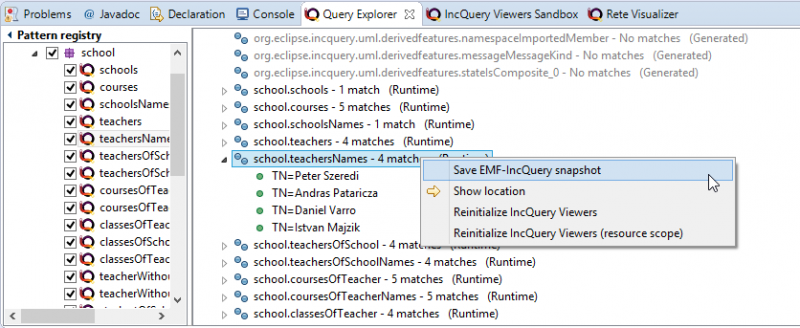 Problems @ Javadoc Declaration Console Query Explorer IncQuery Viewers Sandbox Rete Visualizer
Pattern registry
school
schools
courses
schoolsNames
teachers
teachersName
teachersOfSch
teachersOfSch
coursesOfTea
coursesOfTea
classesOfTeac
classesOfScho
classesOfTeac
teacherWithou
teacherWithou
org.eclipse.incquery.uml.derivedfeatures.namespaceImportedMember - No matches (Generated)
org.eclipse.incquery.uml.derivedfeatures.messageMessageKind - No matches (Generated)
org.eclipse.incquery.uml.derivedfeatures.stateIsComposite_0 - No matches (Generated)
school.schools - 1 match (Runtime)
school.courses - 5 matches (Runtime)
school.schoolsNames - 1 match (Runtime)
school.teachers - 4 matches (Runtime)
school.teachersNames - 4 matches (Runtime)
TN=Peter Szeredi
TN=Andras Pataricza
TN=Daniel Varro
TN=Istvan Majzik
school.teachersOfSchool - 4 matches (Runtime)
school.teachersOfSchoolNames - 4 matches (Runtime)
school.coursesOfTeacher - 5 matches (Runtime)
school.coursesOfTeacherNames - 5 matches (Runtime)
school.classesOfTeacher - 4 matches (Runtime)
Save EMF-IncQuery snapshot
Show location
Reinitialize IncQuery Viewers
Reinitialize IncQuery Viewers (resource scope)